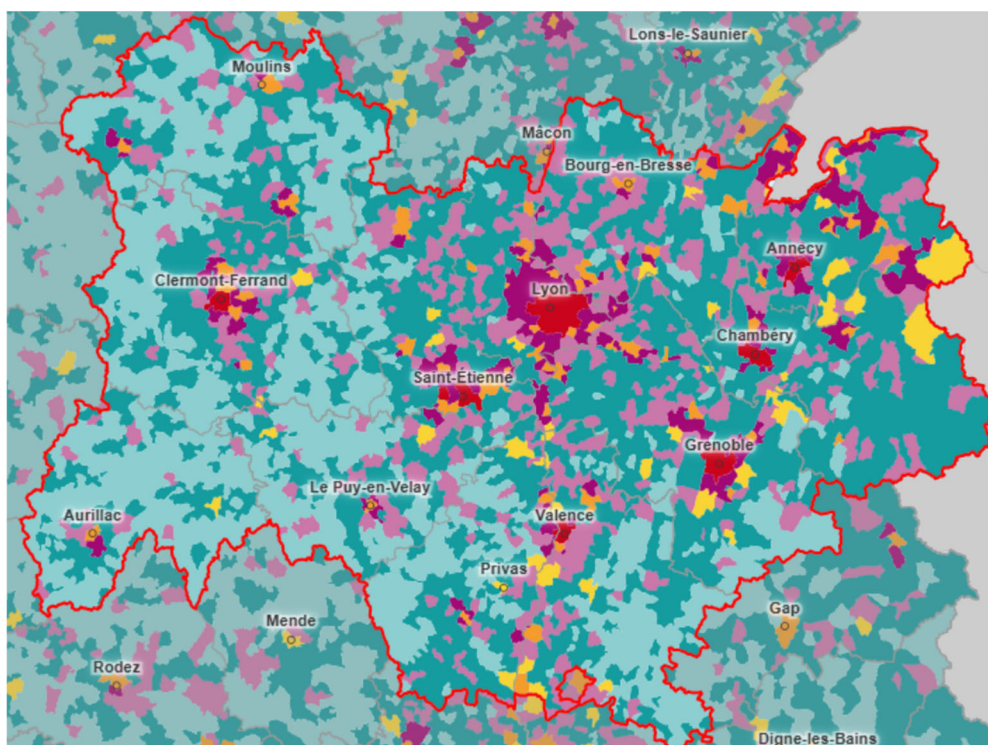 Lons-le-Saunier
Moulins
Mâcon
Bourg-en-Bresse
Annecy
Clermont-Ferrand
Lyon
Chambéry
Saint-Étienne
Grenoble
Le Puy-en-Velay
Aurillac
Valence
Privas
Gap
Mende
Rodez
Digne-les-Bains